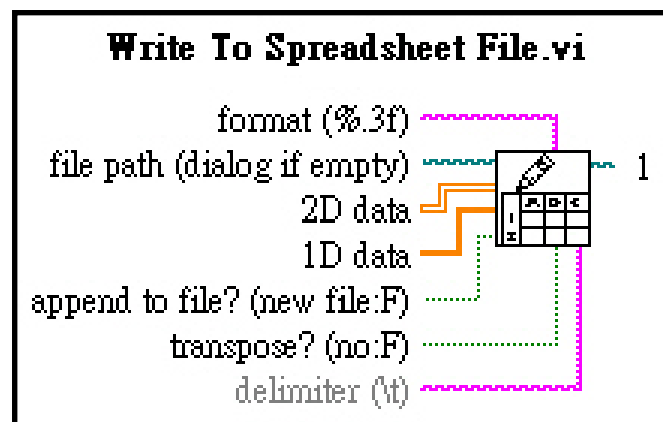 Write To Spreadsheet File.vi
format (%.3f)
file path (dialog if empty)
1
2D data
1D data
append to file? (new file:F)
transpose? (no:F)
delimiter (\t)